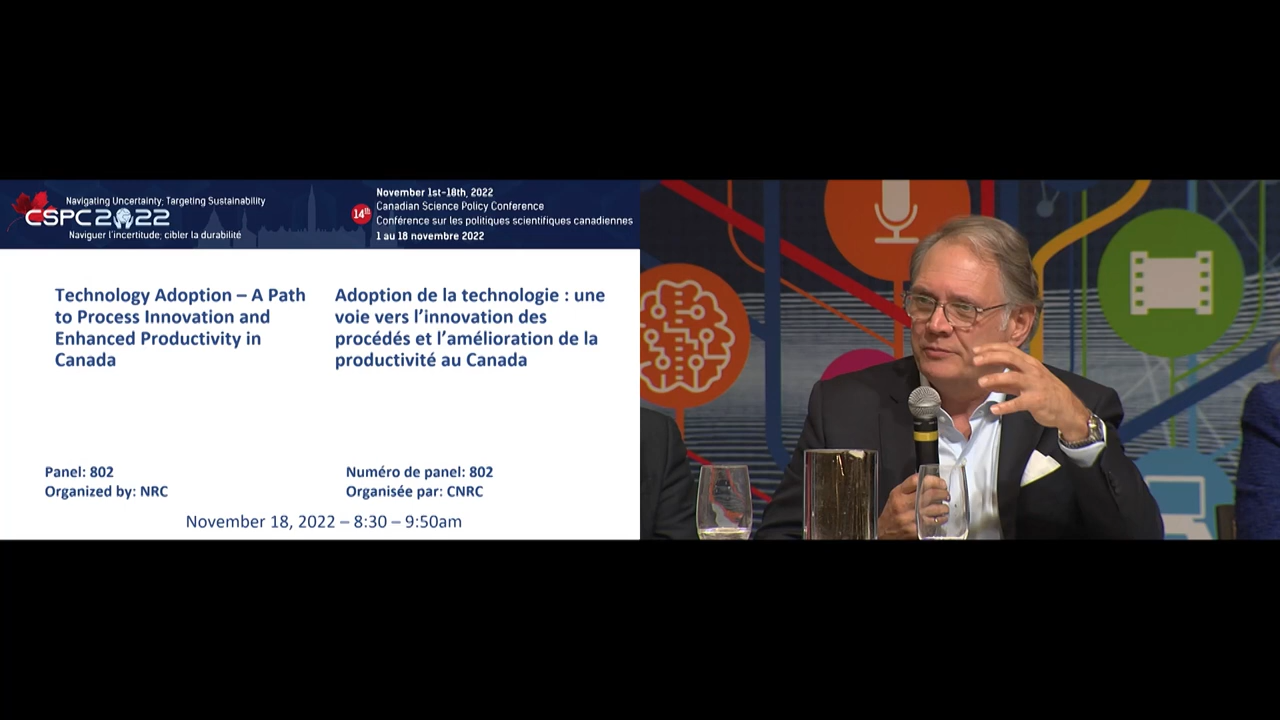 Navigating Uncertainty; Targeting Sustainability
CSPC2022
Naviguer l'incertitude; cibler la durabilité
14th
November 1st-18th, 2022
Canadian Science Policy Conference
Conférence sur les politiques scientifiques canadiennes
1 au 18 novembre 2022
Technology Adoption – A Path
to Process Innovation and
Enhanced Productivity in
Canada
Adoption de la technologie : une
voie vers l'innovation des
procédés et l'amélioration de la
productivité au Canada
Panel: 802
Organized by: NRC
Numéro de panel: 802
Organisée par: CNRC
November 18, 2022 – 8:30 – 9:50am